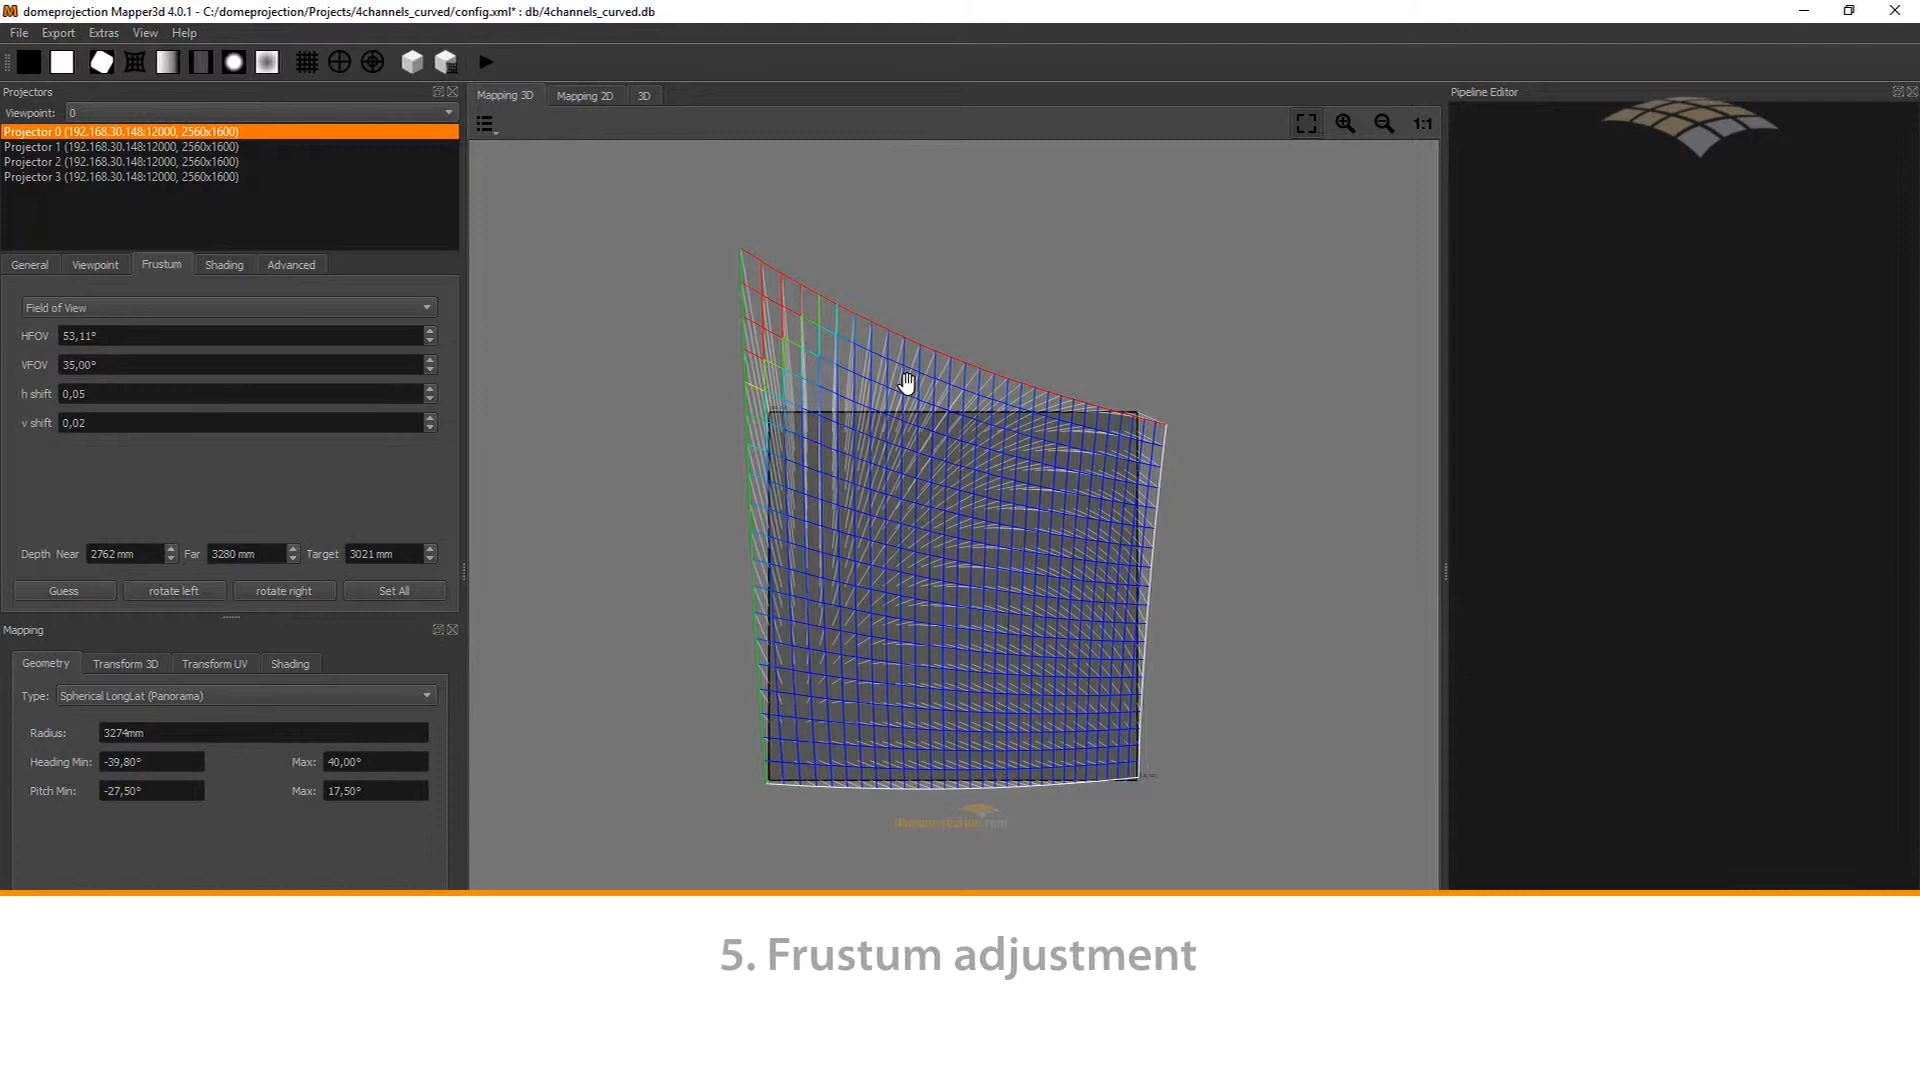 domeprojection Mapper3d 4.0.1 - C:/domeprojection/Projects/4channels_curved/config.xml* : db/4channels_curved.db
File Export Extras View Help
Projectors
Viewpoint: 0
Projector 0 (192.168.30.148:12000, 2560x1600)
Projector 1 (192.168.30.148:12000, 2560x1600)
Projector 2 (192.168.30.148:12000, 2560x1600)
Projector 3 (192.168.30.148:12000, 2560x1600)
General Viewpoint Frustum Shading Advanced
Field of View
HFOV 53,11°
VFOV 35,00°
h shift 0,05
v shift 0,02
Depth Near 2762 mm Far 3280 mm Target 3021 mm
Guess rotate left rotate right Set All
Mapping
Geometry Transform 3D Transform UV Shading
Type: Spherical LongLat (Panorama)
Radius: 3274mm
Heading Min: -39,80° Max: 40,00°
Pitch Min: -27,50° Max: 17,50°
Mapping 3D Mapping 2D 3D
1:1
domeprojection.com
Pipeline Editor
5. Frustum adjustment